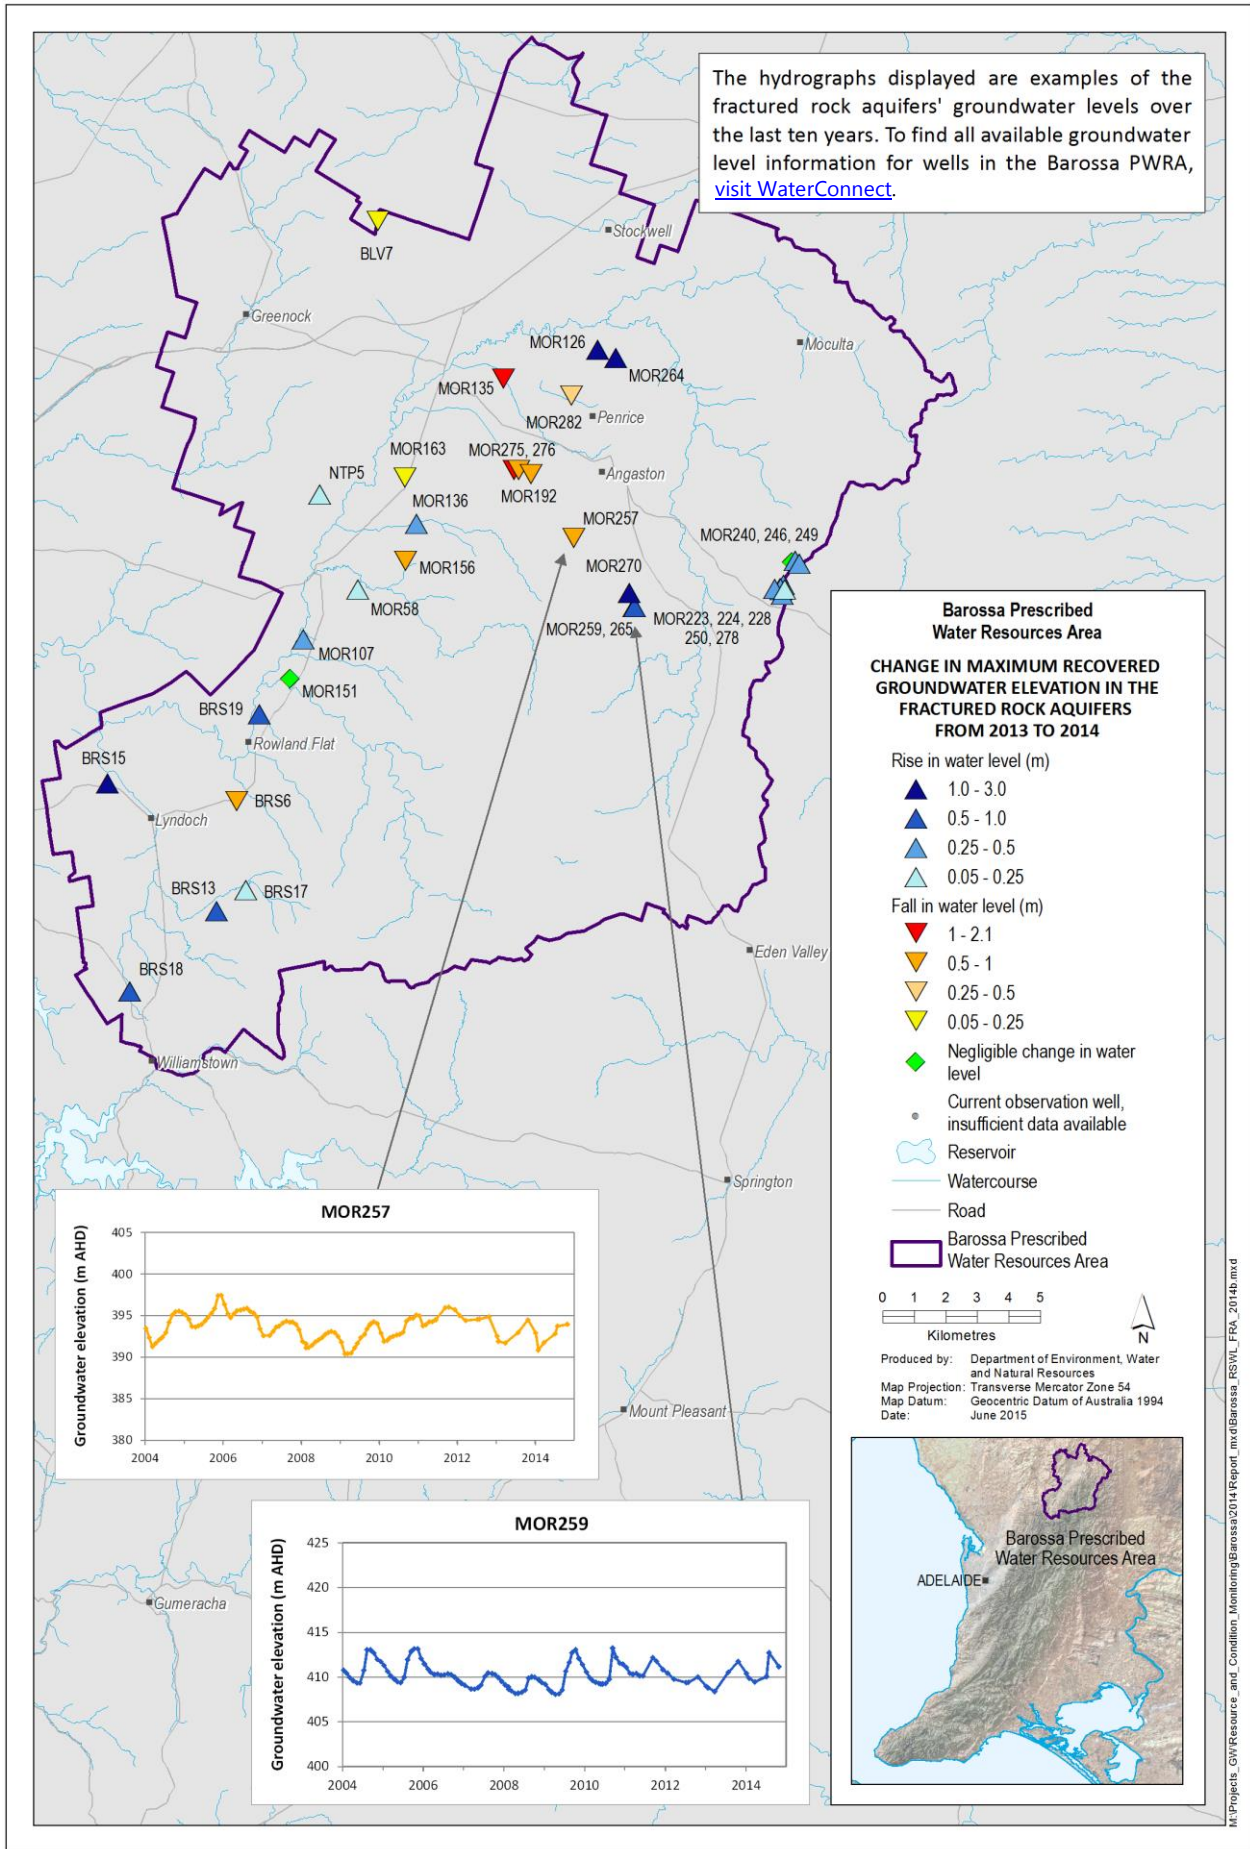 The hydrographs displayed are examples of the
fractured rock aquifers' groundwater levels over
the last ten years. To find all available groundwater
level information for wells in the Barossa PWRA,
visit WaterConnect.
Stockwell
BLV7
Greenock
MOR126
Moculta
MOR264
MOR135
MOR282
Penrice
MOR163
MOR275, 276
NTP5
Angaston
MOR192
MOR136
MOR257
MOR240, 246, 249
MOR156
MOR270
MOR58
MOR259, 265
MOR223, 224, 228
250, 278
MOR107
MOR151
BRS19
Rowland Flat
BRS15
BRS6
Lyndoch
BRS13
BRS17
Eden Valley
BRS18
Williamstown
Springton
Mount Pleasant
Gumeracha
Barossa Prescribed
Water Resources Area
CHANGE IN MAXIMUM RECOVERED
GROUNDWATER ELEVATION IN THE
FRACTURED ROCK AQUIFERS
FROM 2013 TO 2014
Rise in water level (m)
1.0 - 3.0
0.5 - 1.0
0.25 - 0.5
0.05 - 0.25
Fall in water level (m)
1 - 2.1
0.5 - 1
0.25 - 0.5
0.05 - 0.25
Negligible change in water
level
Current observation well,
insufficient data available
Reservoir
Watercourse
Road
Barossa Prescribed
Water Resources Area
0 1 2 3 4 5
Kilometres
N
Produced by: Department of Environment, Water
and Natural Resources
Map Projection: Transverse Mercator Zone 54
Map Datum: Geocentric Datum of Australia 1994
Date: June 2015
Barossa Prescribed
Water Resources Area
ADELAIDE
MOR257
Groundwater elevation (m AHD)
405
400
395
390
385
380
2004 2006 2008 2010 2012 2014
MOR259
Groundwater elevation (m AHD)
425
420
415
410
405
400
2004 2006 2008 2010 2012 2014
M:\Projects_GW\Resource_and_Condition_Monitoring\Barossa\2014\Report_mxd\Barossa_RSWL_FRA_2014b.mxd